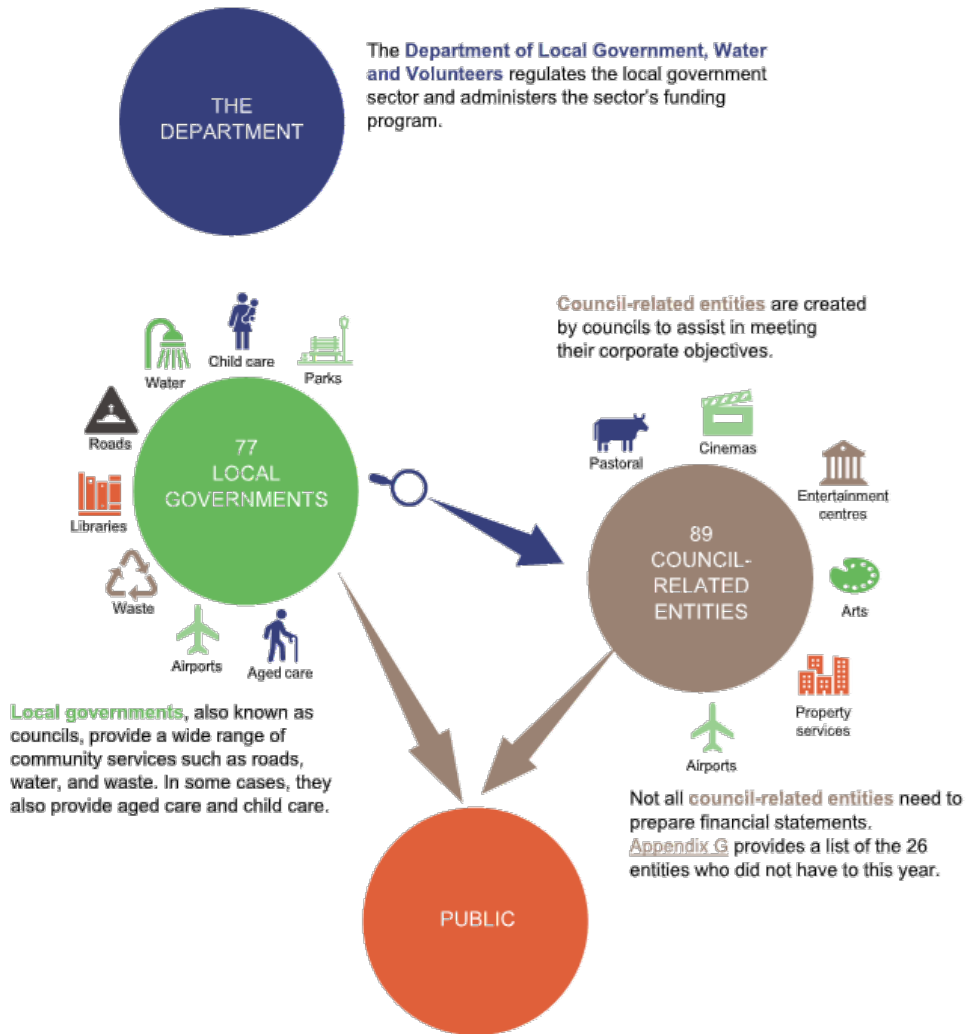 THE
DEPARTMENT
The Department of Local Government, Water
and Volunteers regulates the local government
sector and administers the sector's funding
program.
Child care
Water
Parks
Roads
Libraries
Waste
Airports
Aged care
77
LOCAL
GOVERNMENTS
Local governments, also known as
councils, provide a wide range of
community services such as roads,
water, and waste. In some cases, they
also provide aged care and child care.
Council-related entities are created
by councils to assist in meeting
their corporate objectives.
Pastoral
Cinemas
Entertainment
centres
Arts
Property
services
Airports
89
COUNCIL-
RELATED
ENTITIES
Not all council-related entities need to
prepare financial statements.
Appendix G provides a list of the 26
entities who did not have to this year.
PUBLIC